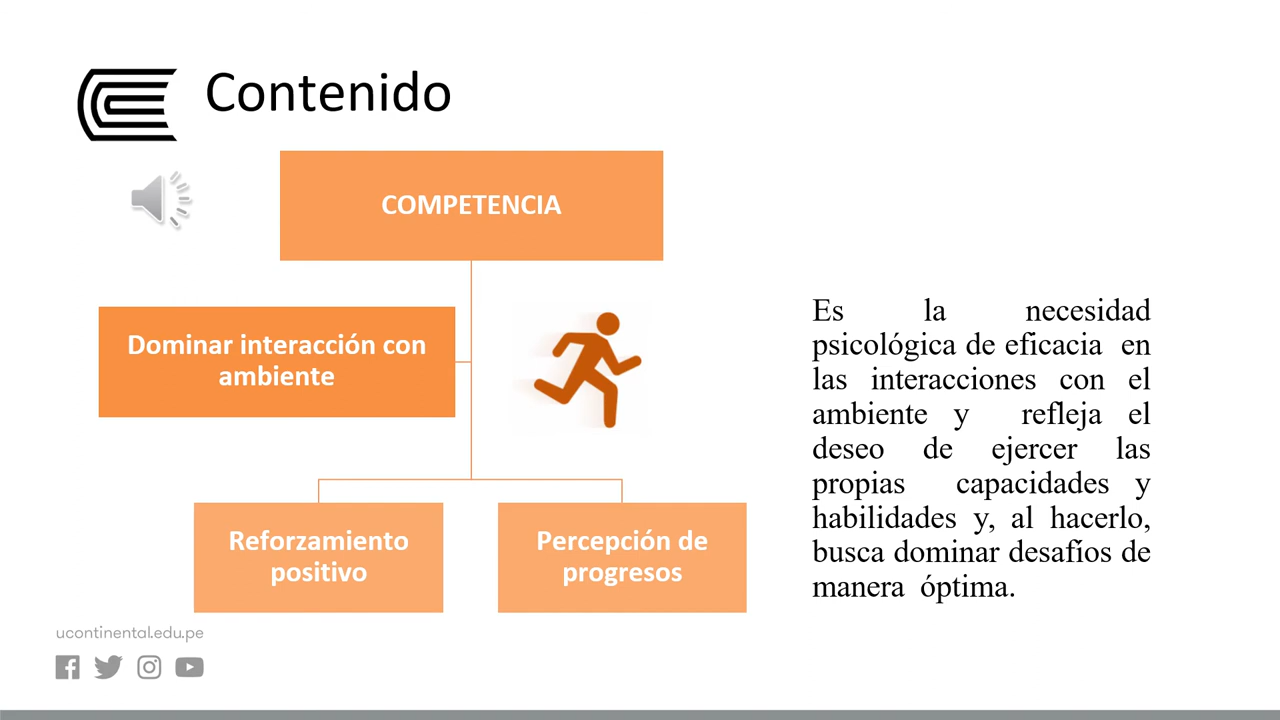 Contenido
COMPETENCIA
Dominar interacción con
ambiente
Reforzamiento
positivo
Percepción de
progresos
Es la necesidad
psicológica de eficacia en
las interacciones con el
ambiente y refleja el
deseo de ejercer las
propias capacidades y
habilidades y, al hacerlo,
busca dominar desafíos de
manera óptima.
ucontinental.edu.pe